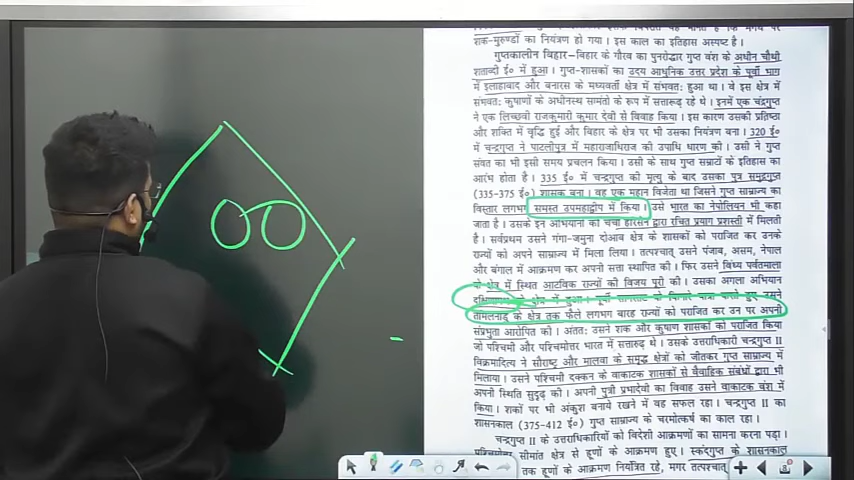 शक-मुरुण्डों का नियंत्रण हो गया। इस काल का इतिहास अस्पष्ट है।
गुप्तकालीन बिहार–बिहार के गौरव का पुनरोद्धार गुप्त वंश के अधीन चौथी
शताब्दी ई० में हुआ। गुप्त-शासकों का उदय आधुनिक उत्तर प्रदेश के पूर्वी भाग
में इलाहाबाद और बनारस के मध्यवर्ती क्षेत्र में संभवत: हुआ था। वे इस क्षेत्र में
संभवत: कुषाणों के अधीनस्थ सामंतो के रूप में सत्तारूढ़ रहे थे। इनमें एक चंद्रगुप्त
ने एक लिच्छवी राजकुमारी कुमार देवी से विवाह किया। इस कारण उसकी प्रतिष्ठा
और शक्ति में वृद्धि हुई और बिहार के क्षेत्र पर भी उसका नियंत्रण बना। 320 ई०
में चन्द्रगुप्त ने पाटलीपुत्र में महाराजाधिराज की उपाधि धारण की। उसी ने गुप्त
संवत का भी इसी समय प्रचलन किया। उसी के साथ गुप्त सम्राटों के इतिहास का
आरंभ होता है। 335 ई० में चन्द्रगुप्त की मृत्यु के बाद उसका पुत्र समुद्रगुप्त
(335-375 ई०) शासक बना। वह एक महान विजेता था जिसने गुप्त साम्राज्य का
विस्तार लगभग समस्त उपमहाद्वीप में किया। उसे भारत का नेपोलियन भी कहा
जाता है। उसके इन अभियानों की चर्चा हरिसेन द्वारा रचित प्रयाग प्रशस्ती में मिलती
है। सर्वप्रथम उसने गंगा-जमुना दोआब क्षेत्र के शासकों को पराजित कर उनके
राज्यों को अपने साम्राज्य में मिला लिया। तत्पश्चात् उसने पंजाब, असम, नेपाल
और बंगाल में आक्रमण कर अपनी सत्ता स्थापित की। फिर उसने विंध्य पर्वतमाला
के क्षेत्र में स्थित आटविक राज्यों की विजय पूरी की। उसका अगला अभियान
क्षेत्र में हुआ। पूर्वी के किनारे यात्रा करते हुए उसने
तमिलनाडु के क्षेत्र तक फैले लगभग बारह राज्यों को पराजित कर उन पर अपनी
संप्रभुता आरोपित की। अंतत: उसने शक और कुषाण शासकों को पराजित किया
जो पश्चिमी और पश्चिमोत्तर भारत में सत्तारूढ़ थे। उसके उत्तराधिकारी चन्द्रगुप्त II
विक्रमादित्य ने सौराष्ट्र और मालवा के समृद्ध क्षेत्रों को जीतकर गुप्त साम्राज्य में
मिलाया। उसने पश्चिमी दक्कन के वाकाटक शासकों से वैवाहिक संबंधों द्वारा भी
अपनी स्थिति सुदृढ़ की। अपनी पुत्री प्रभादेवी का विवाह उसने वाकाटक वंश में
किया। शकों पर भी अंकुश बनाये रखने में वह सफल रहा। चन्द्रगुप्त II का
शासनकाल (375-412 ई०) गुप्त साम्राज्य के चरमोत्कर्ष का काल रहा।
चन्द्रगुप्त II के उत्तराधिकारियों को विदेशी आक्रमणों का सामना करना पड़ा।
पश्चिमोत्तर सीमांत क्षेत्र से हूणों के आक्रमण हुए। स्कंदगुप्त के शासनकाल
तक हूणों के आक्रमण नियंत्रित रहे, मगर तत्पश्चात्